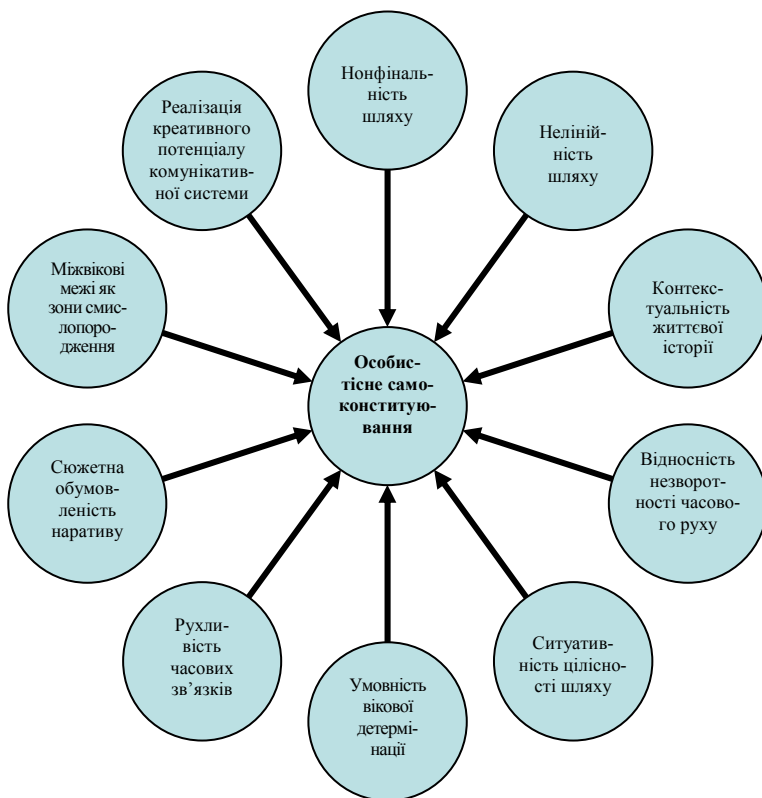 Нонфіналь-
ність
шляху
Реалізація
креативного
потенціалу
комунікатив-
ної системи
Неліній-
ність
шляху
Міжвікові
межі як
зони смис-
лопоро-
дження
Контекс-
туальність
життєвої
історії
Особис-
тісне само-
конститую-
вання
Сюжетна
обумов-
леність
наративу
Відносність
незворот-
ності часово-
го руху
Рухли-
вість
часових
зв’язків
Ситуатив-
ність цілісно-
сті шляху
Умовність
вікової
детермі-
нації